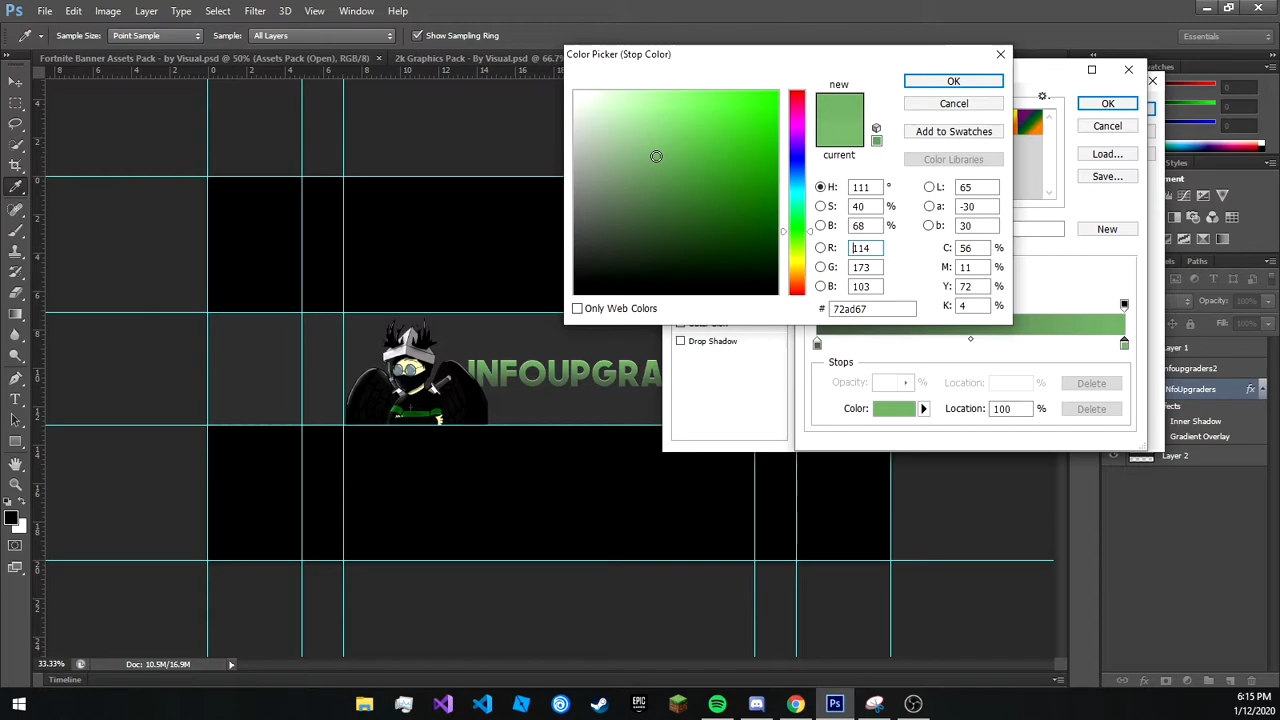 Ps File Edit Image Layer Type Select Filter 3D View Window Help
Sample Size: Point Sample Sample: All Layers Show Sampling Ring Essentials
Fortnite Banner Assets Pack - By Visual.psd @ 50% (Assets Pack (Open), RGB/8) × 2k Graphics Pack - By Visual.psd @ 66.7
Color Picker (Stop Color)
new
current
OK
Cancel
Add to Swatches
Color Libraries
H: 111 °
S: 40 %
B: 68 %
R: 114
G: 173
B: 103
L: 65
a: -30
b: 30
C: 56 %
M: 11 %
Y: 72 %
K: 4 %
# 72ad67
Only Web Colors
OK
Cancel
Load...
Save...
New
Swatches
0
0
0
Styles
Paths
Opacity:
Fill:
INFOUPGRA
Drop Shadow
Stops
Opacity: % Location: % Delete
Color: Location: 100 % Delete
Inner Shadow
Gradient Overlay
Layer 2
33.33% Doc: 10.5M/16.9M
Timeline
6:15 PM
1/12/2020